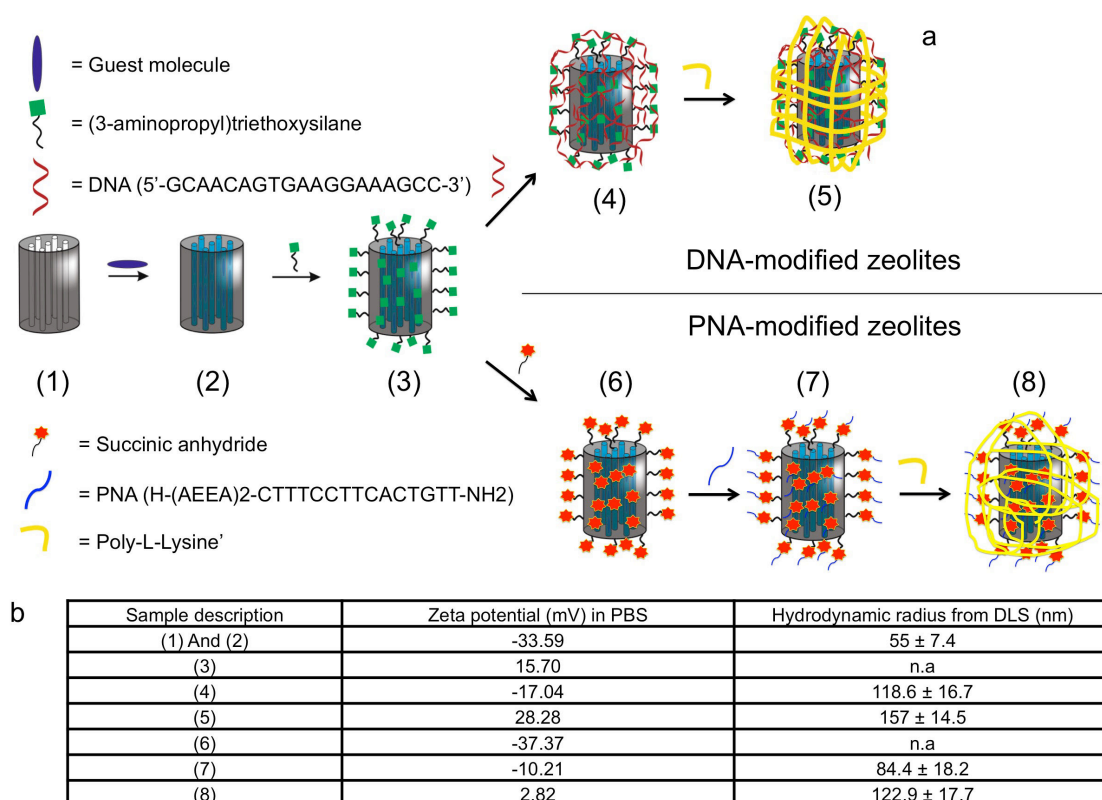 a
= Guest molecule
= (3-aminopropyl)triethoxysilane
= DNA (5'-GCAACAGTGAAGGAAAGCC-3')
(4)
(5)
DNA-modified zeolites
PNA-modified zeolites
(1)
(2)
(3)
(6)
(7)
(8)
= Succinic anhydride
= PNA (H-(AEEA)2-CTTTCCTTCACTGTT-NH2)
= Poly-L-Lysine'
b
Sample description Zeta potential (mV) in PBS Hydrodynamic radius from DLS (nm)
(1) And (2) -33.59 55 ± 7.4
(3) 15.70 n.a
(4) -17.04 118.6 ± 16.7
(5) 28.28 157 ± 14.5
(6) -37.37 n.a
(7) -10.21 84.4 ± 18.2
(8) 2.82 122.9 ± 17.7